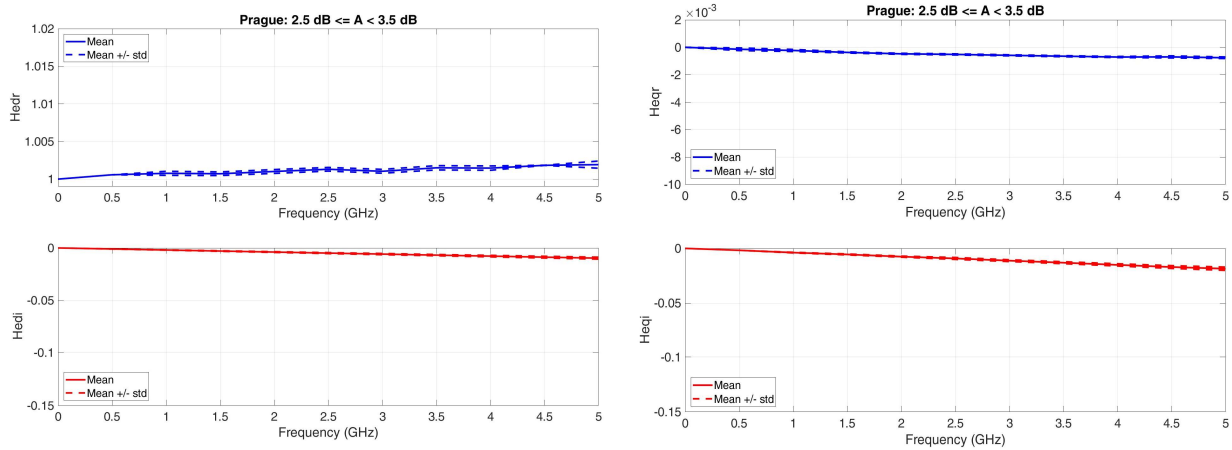 Prague: 2.5 dB <= A < 3.5 dB
1.02
1.015
1.01
1.005
1
Hedr
Mean
Mean +/- std
0 0.5 1 1.5 2 2.5 3 3.5 4 4.5 5
Frequency (GHz)
0
-0.05
-0.1
-0.15
Hedi
Mean
Mean +/- std
0 0.5 1 1.5 2 2.5 3 3.5 4 4.5 5
Frequency (GHz)
Prague: 2.5 dB <= A < 3.5 dB
×10⁻³
2
0
-2
-4
-6
-8
-10
Heqr
Mean
Mean +/- std
0 0.5 1 1.5 2 2.5 3 3.5 4 4.5 5
Frequency (GHz)
0
-0.05
-0.1
-0.15
Heqi
Mean
Mean +/- std
0 0.5 1 1.5 2 2.5 3 3.5 4 4.5 5
Frequency (GHz)